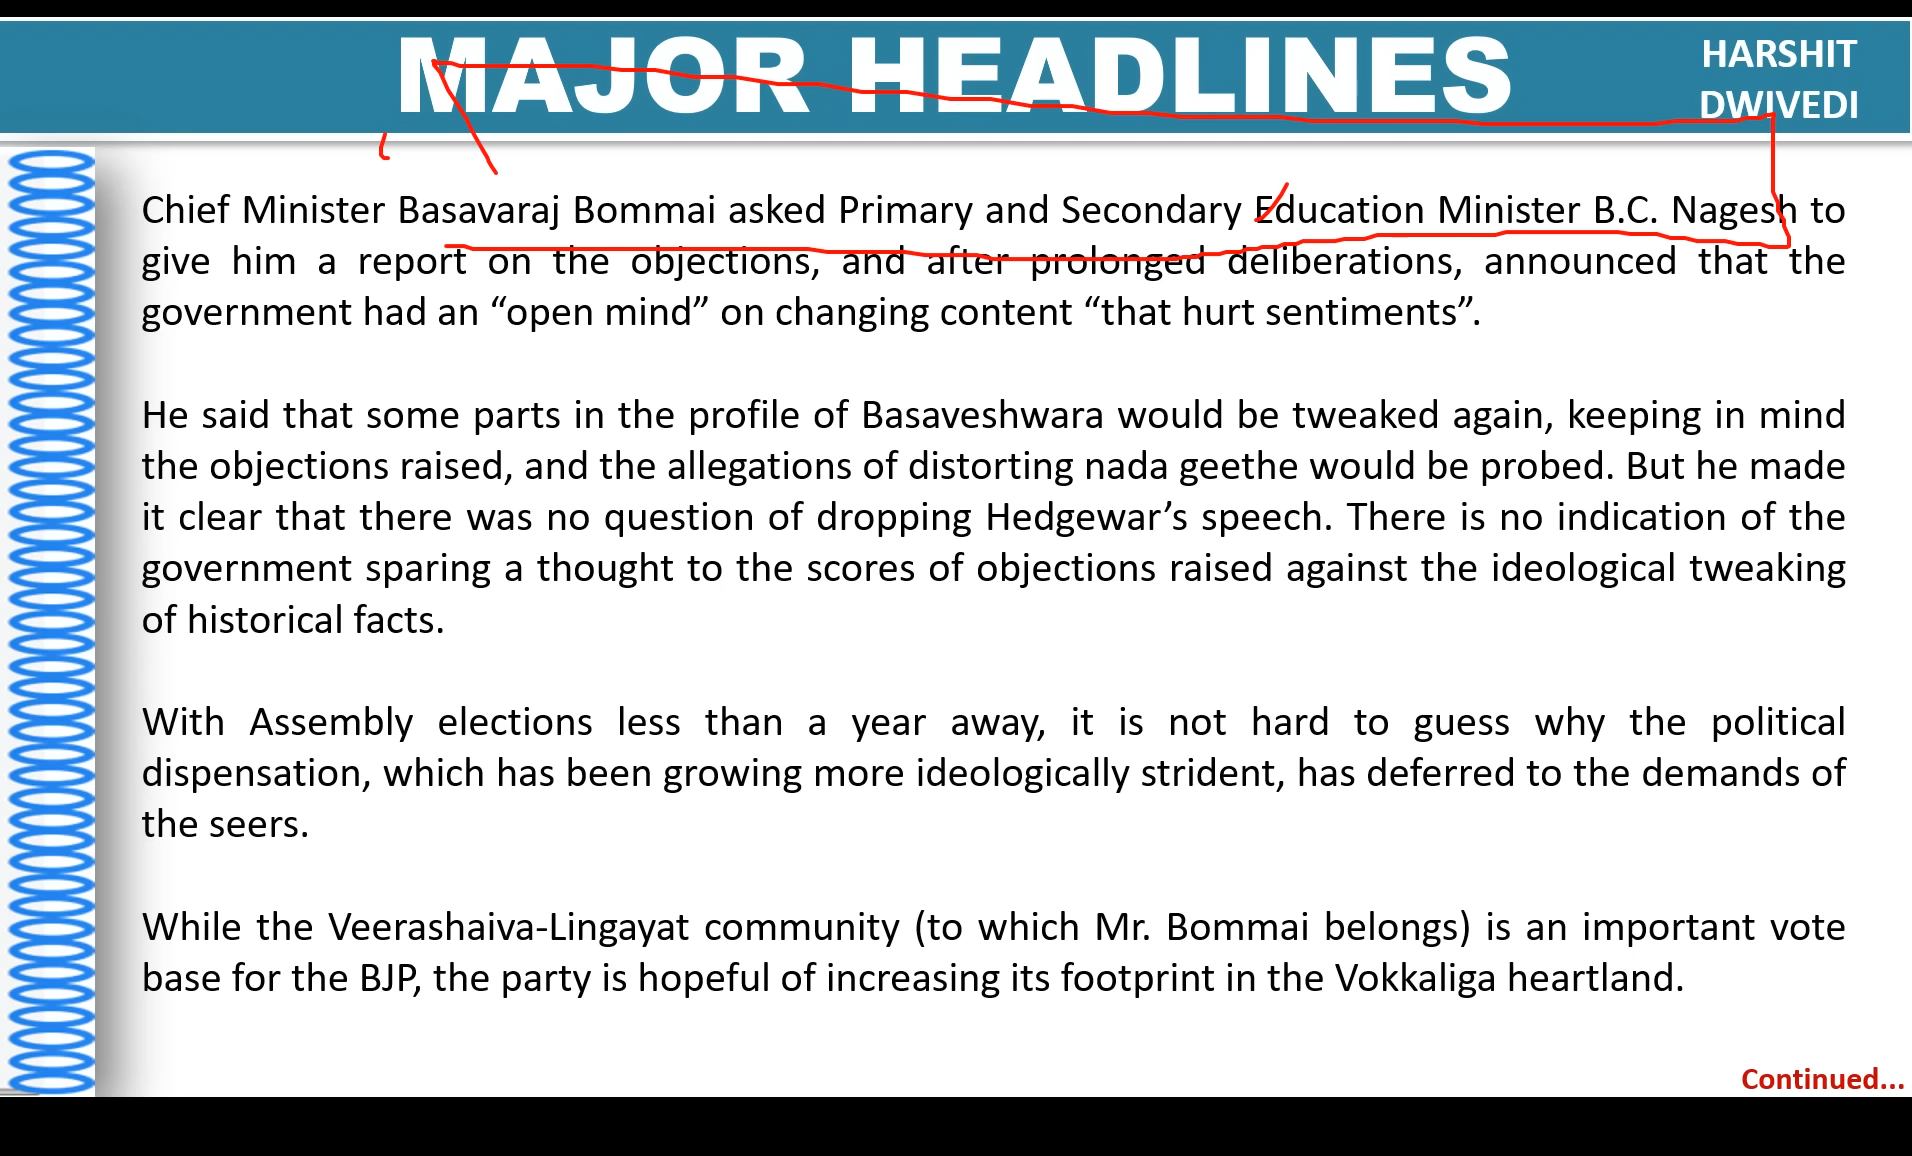 MAJOR HEADLINES
HARSHIT
DWIVEDI
Chief Minister Basavaraj Bommai asked Primary and Secondary Education Minister B.C. Nagesh to
give him a report on the objections, and after prolonged deliberations, announced that the
government had an “open mind” on changing content “that hurt sentiments”.
He said that some parts in the profile of Basaveshwara would be tweaked again, keeping in mind
the objections raised, and the allegations of distorting nada geethe would be probed. But he made
it clear that there was no question of dropping Hedgewar’s speech. There is no indication of the
government sparing a thought to the scores of objections raised against the ideological tweaking
of historical facts.
With Assembly elections less than a year away, it is not hard to guess why the political
dispensation, which has been growing more ideologically strident, has deferred to the demands of
the seers.
While the Veerashaiva-Lingayat community (to which Mr. Bommai belongs) is an important vote
base for the BJP, the party is hopeful of increasing its footprint in the Vokkaliga heartland.
Continued...